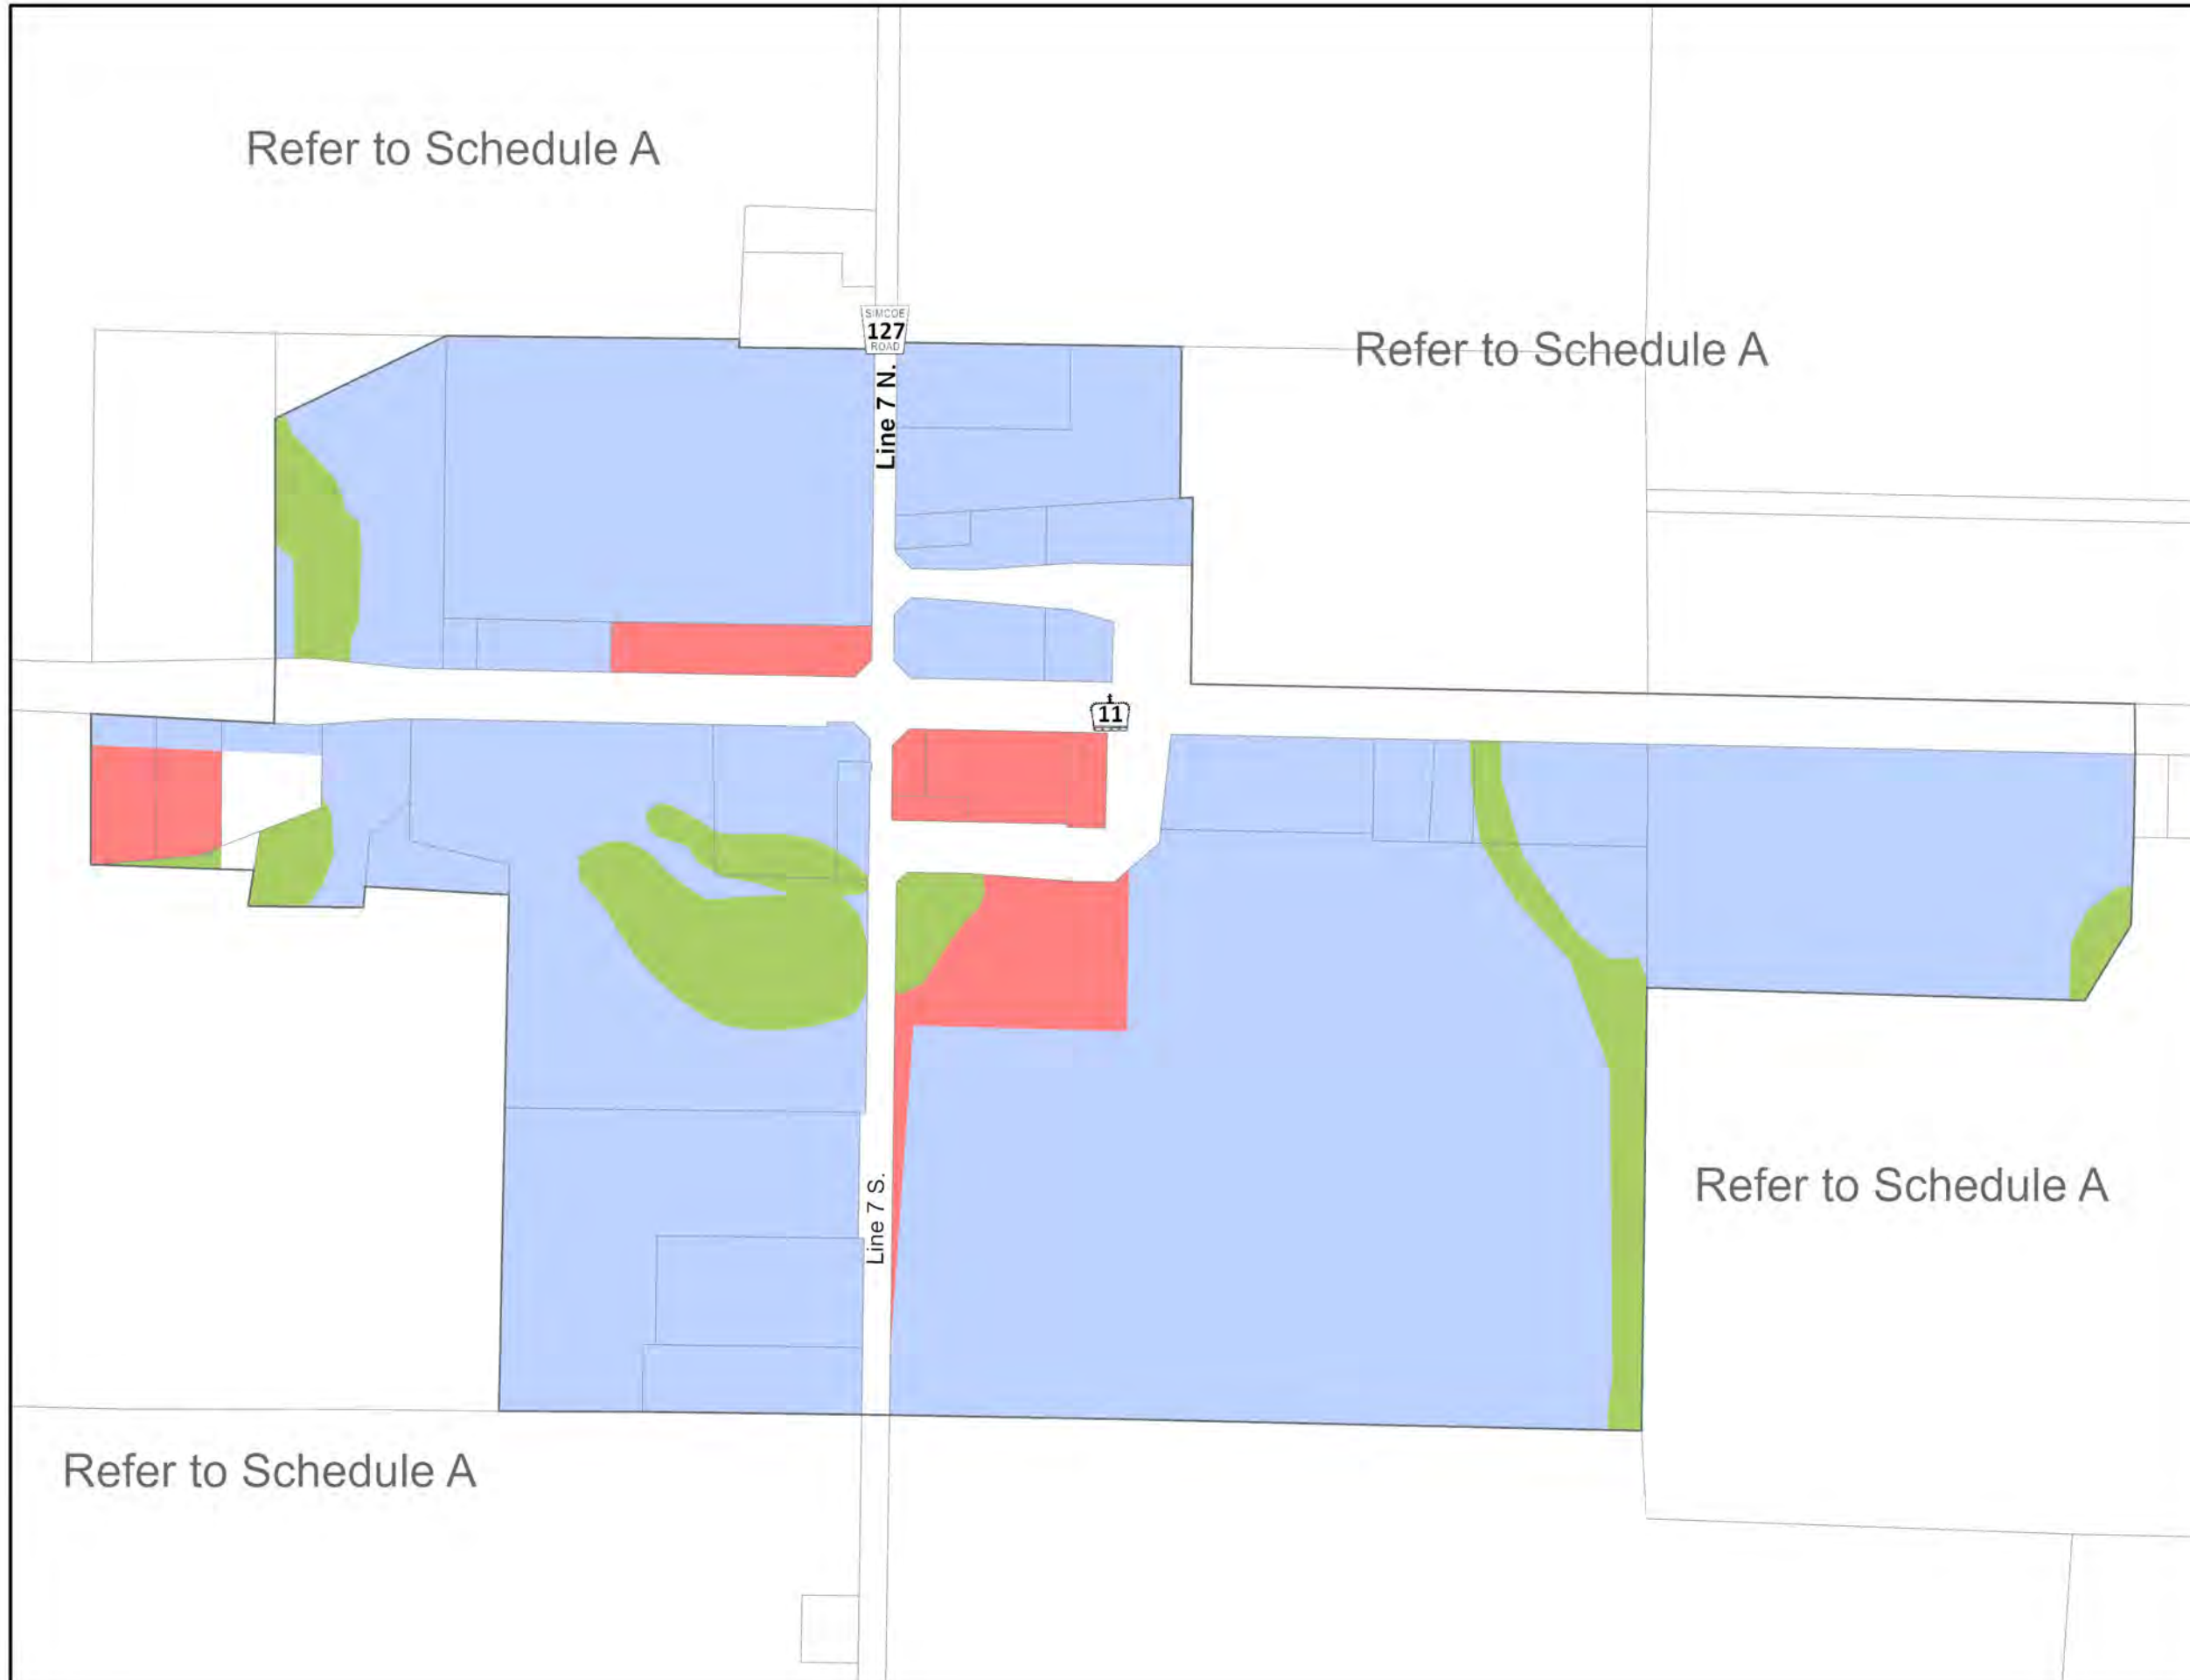 Refer to Schedule A
SIMCOE
127
ROAD
Refer to Schedule A
Line 7 N.
11
Refer to Schedule A
Line 7 S.
Refer to Schedule A